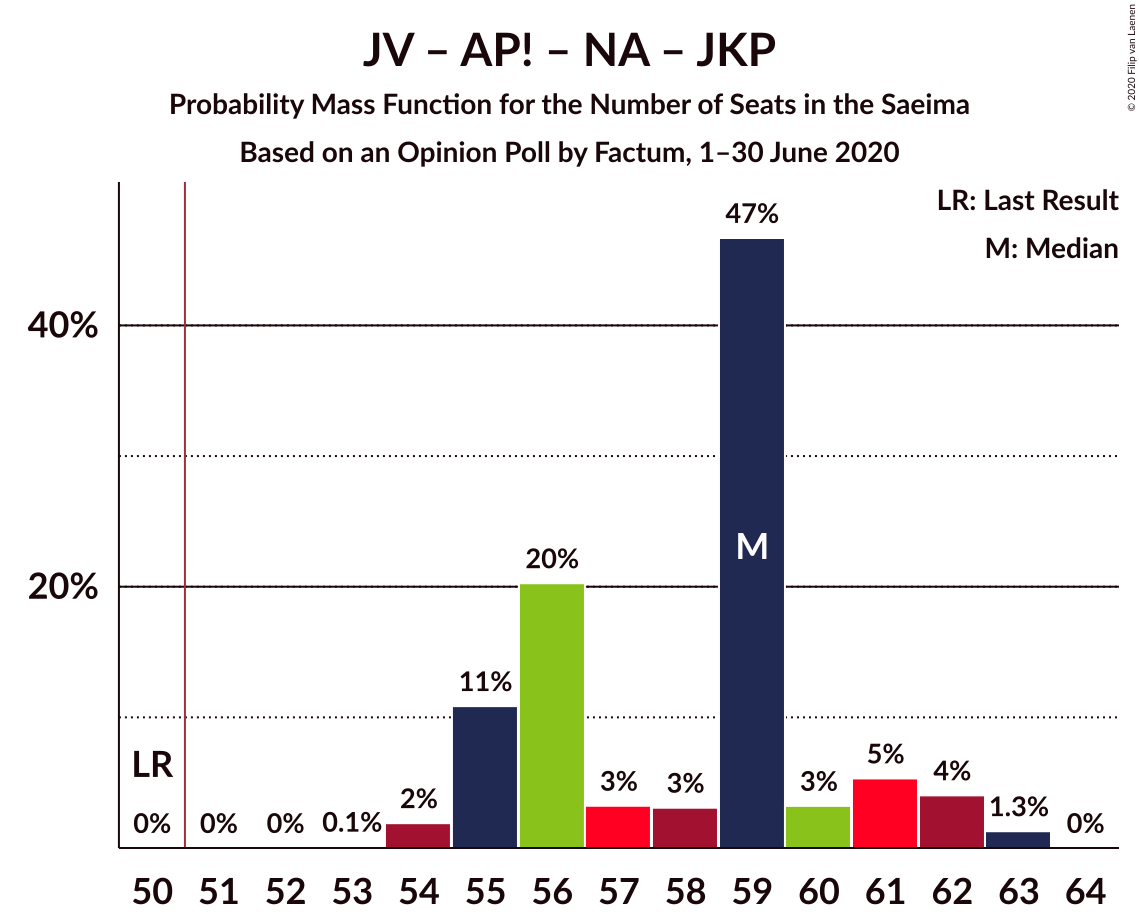 JV – AP! – NA – JKP
Probability Mass Function for the Number of Seats in the Saeima
Based on an Opinion Poll by Factum, 1–30 June 2020
© 2020 Filip van Laenen
LR: Last Result
M: Median
47%
40%
M
20%
20%
11%
LR
5%
4%
3%
3%
3%
2%
1.3%
0%
0%
0%
0.1%
0%
50 51 52 53 54 55 56 57 58 59 60 61 62 63 64